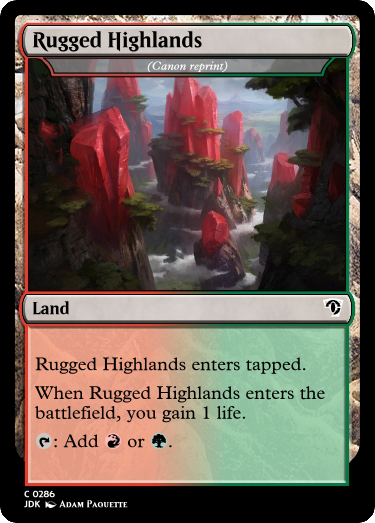 Rugged Highlands
(Canon reprint)
Land
Rugged Highlands enters tapped.
When Rugged Highlands enters the
battlefield, you gain 1 life.
: Add or .
C 0286
JDK Adam Paquette